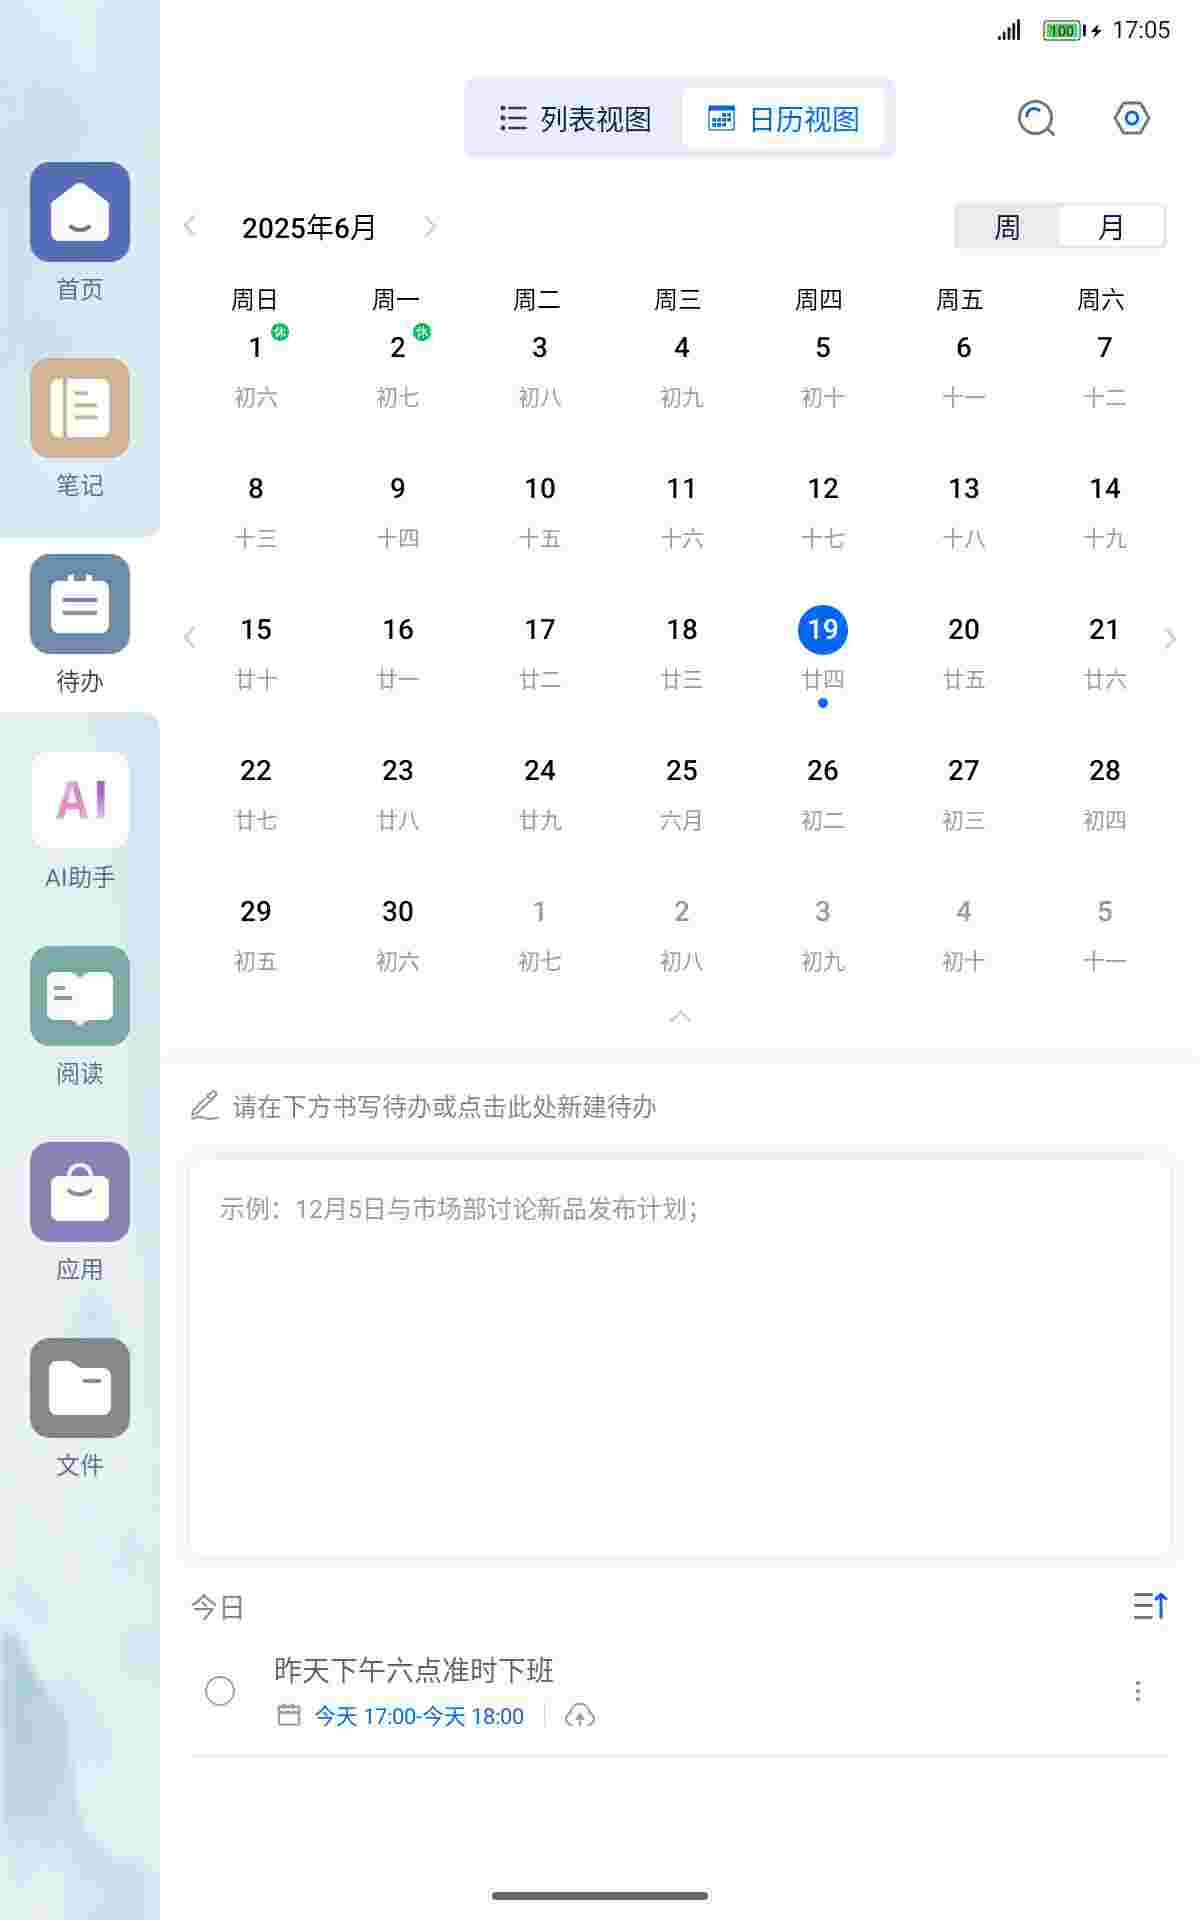 100 17:05
列表视图 日历视图
首页
笔记
待办
AI
AI助手
阅读
应用
文件
2025年6月 周 月
周日 周一 周二 周三 周四 周五 周六
1 休 2 休 3 4 5 6 7
初六 初七 初八 初九 初十 十一 十二
8 9 10 11 12 13 14
十三 十四 十五 十六 十七 十八 十九
15 16 17 18 19 20 21
廿十 廿一 廿二 廿三 廿四 廿五 廿六
22 23 24 25 26 27 28
廿七 廿八 廿九 六月 初二 初三 初四
29 30 1 2 3 4 5
初五 初六 初七 初八 初九 初十 十一
请在下方书写待办或点击此处新建待办
示例：12月5日与市场部讨论新品发布计划；
今日
昨天下午六点准时下班
今天 17:00-今天 18:00